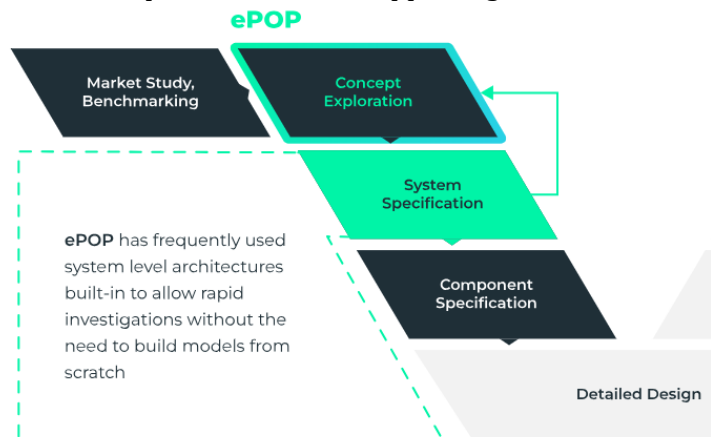 ePOP
Market Study,
Benchmarking
Concept
Exploration
System
Specification
ePOP has frequently used
system level architectures
built-in to allow rapid
investigations without the
need to build models from
scratch
Component
Specification
Detailed Design